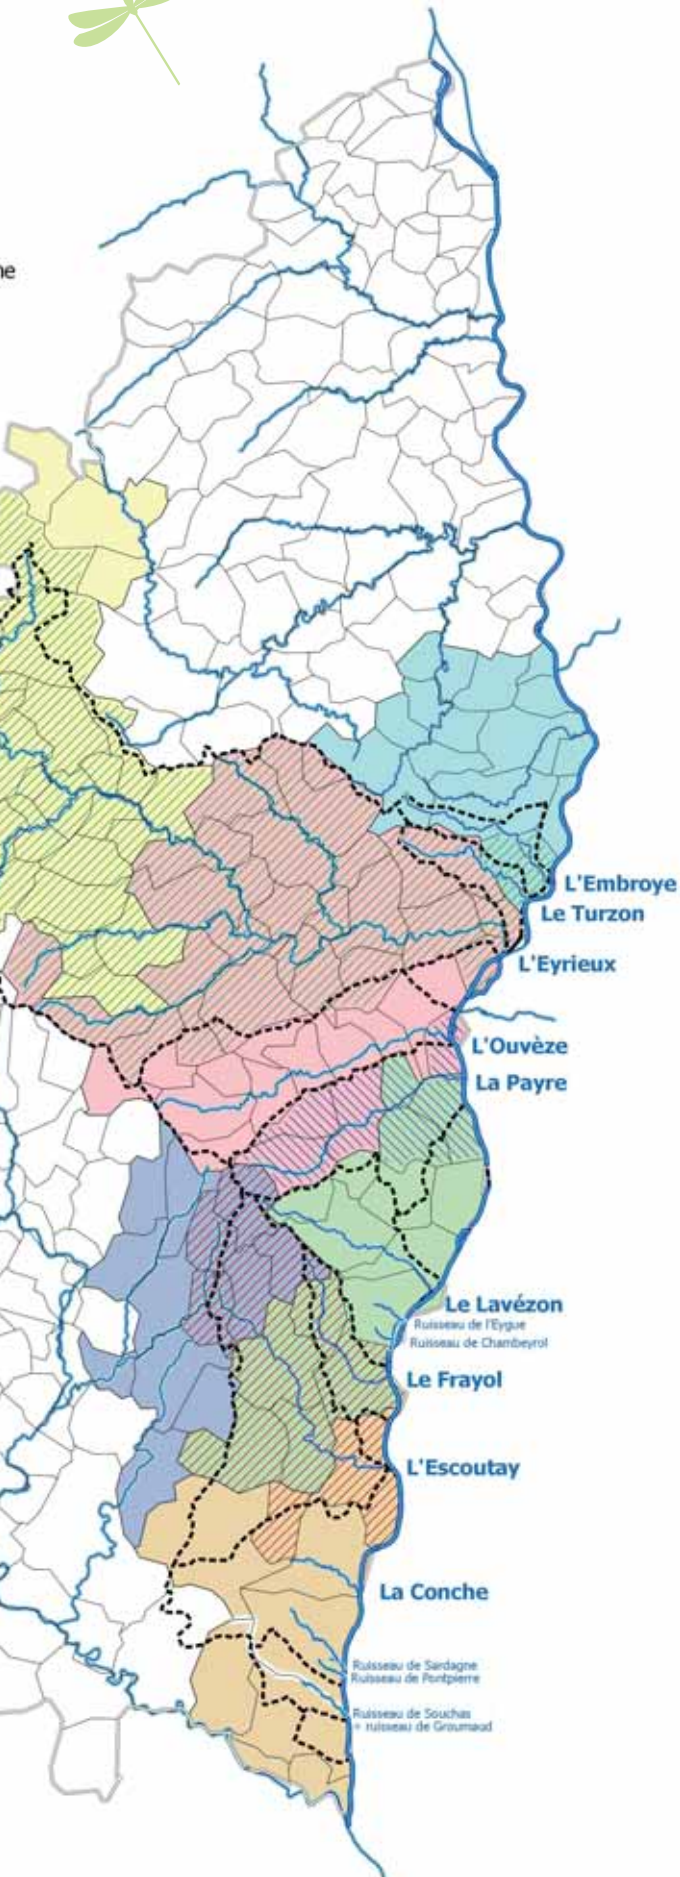 ne
L'Embroye
Le Turzon
L'Eyrieux
L'Ouvèze
La Payre
Le Lavézon
Ruisseau de l'Eygue
Ruisseau de Chambeyrol
Le Frayol
L'Escoutay
La Conche
Ruisseau de Sardagne
Ruisseau de Pontpierre
Ruisseau de Souchas
+ ruisseau de Groumaud